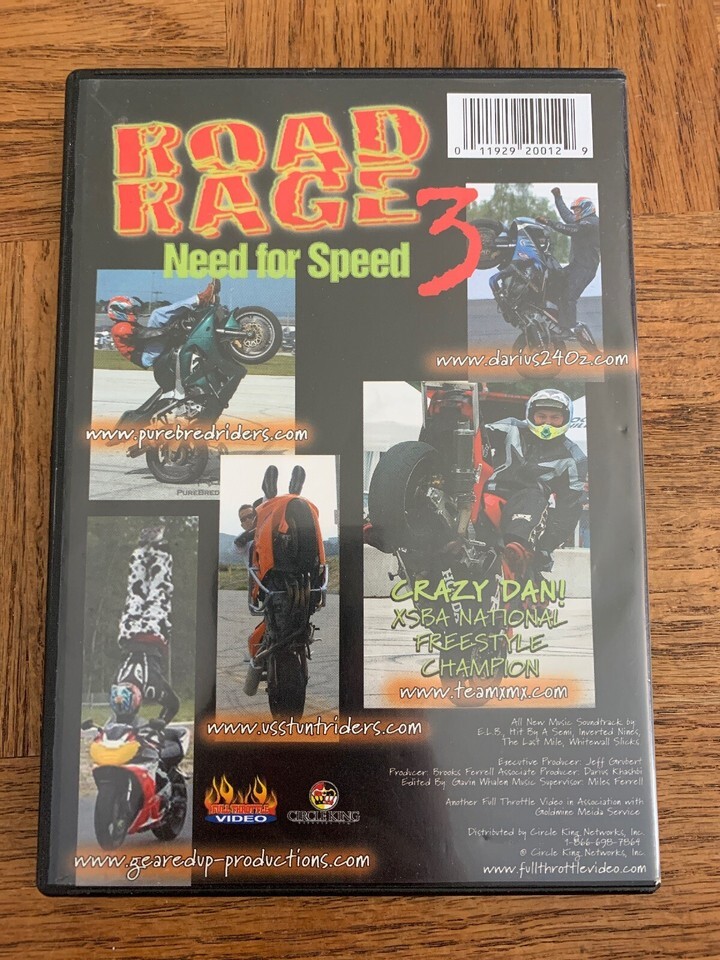 ROAD
RAGE 3
Need for Speed
0 11929 20012 9
www.darius240z.com
www.purebredriders.com
PUREBRED
CRAZY DAN!
XSBA NATIONAL
FREESTYLE
CHAMPION
www.teamxmx.com
www.usstuntriders.com
All New Music Soundtrack by:
E.L.B., Hit By A Semi, Inverted Nines,
The Last Mile, Whitewall Slicks
Executive Producer: Jeff Grubert
Producer: Brooks Ferrell Associate Producer: Darius Khashbi
Edited By: Gavin Whalen Music Supervisor: Miles Ferrell
Another Full Throttle Video in Association with
Goldmine Meida Service
FULL THROTTLE
VIDEO
CIRCLE KING
Distributed by Circle King Networks, Inc.
1-866-698-7864
© Circle King Networks, Inc.
www.gearedup-productions.com
www.fullthrottlevideo.com